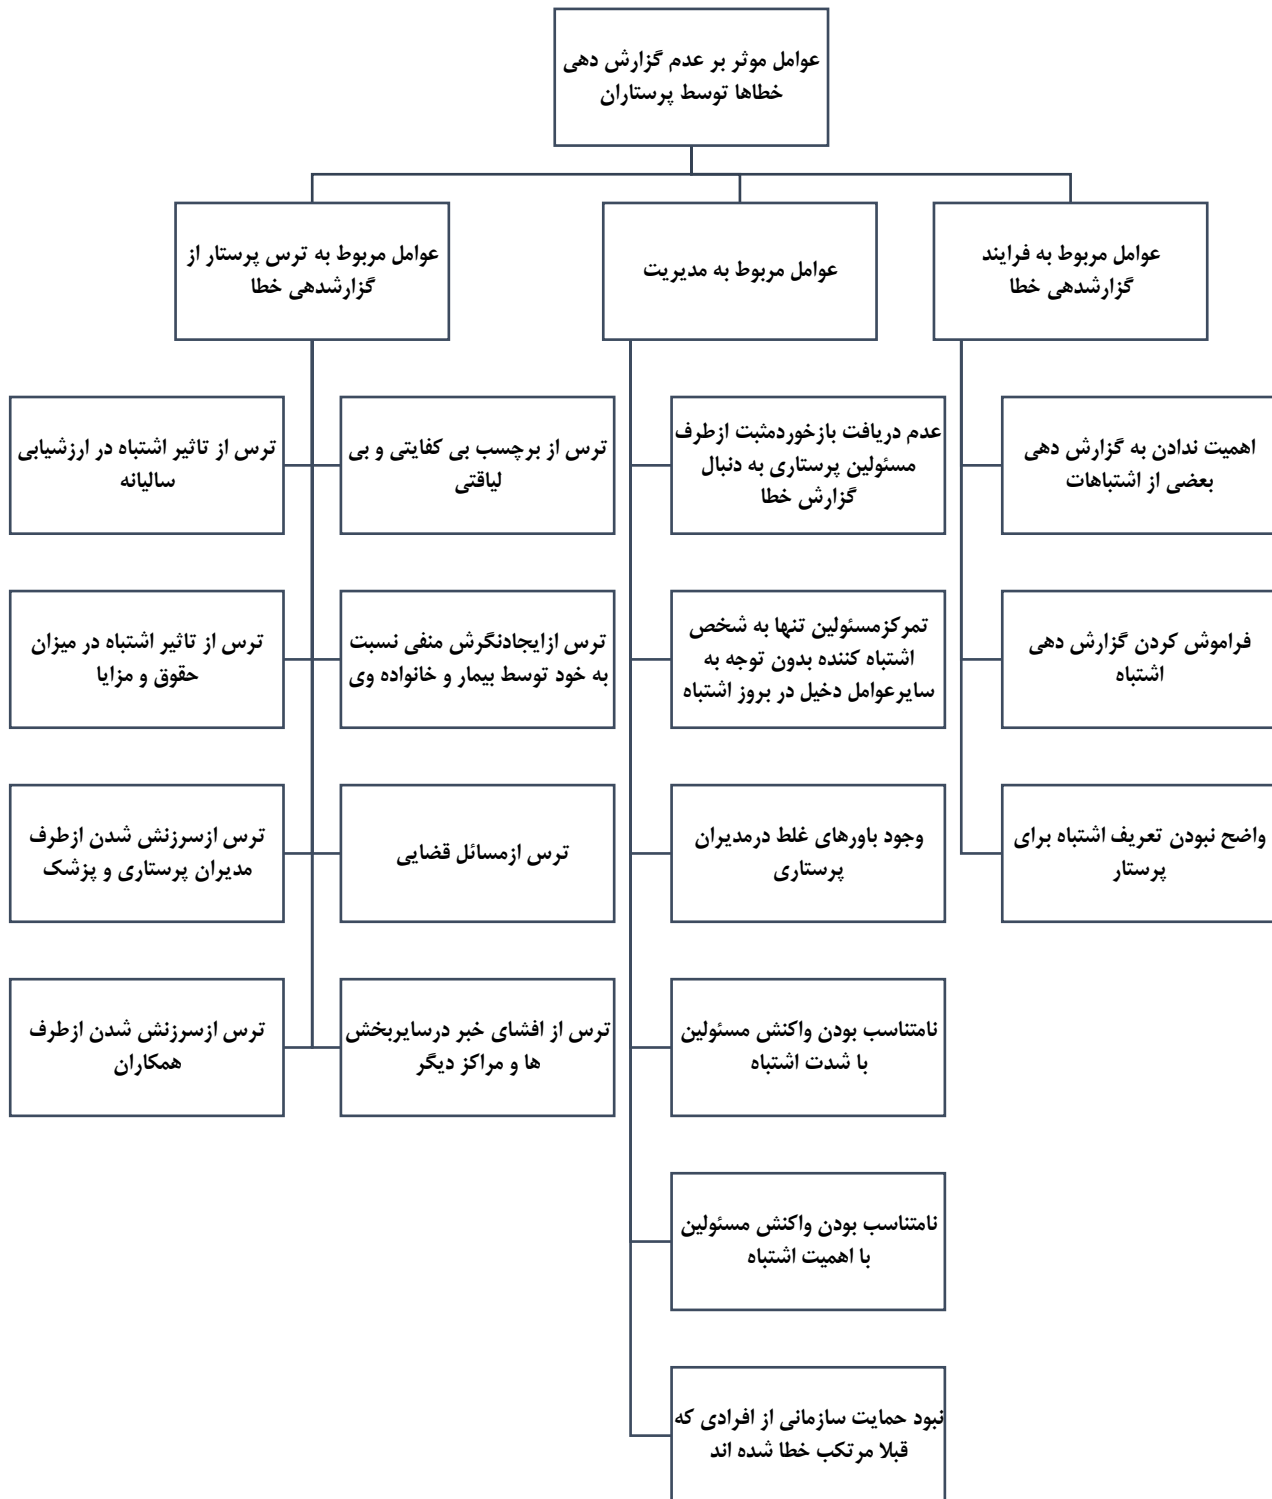 عوامل موثر بر عدم گزارش دهی
خطاها توسط پرستاران
عوامل مربوط به فرایند
گزارشدهی خطا
عوامل مربوط به مدیریت
عوامل مربوط به ترس پرستار از
گزارشدهی خطا
اهمیت ندادن به گزارش دهی
بعضی از اشتباهات
فراموش کردن گزارش دهی
اشتباه
واضح نبودن تعریف اشتباه برای
پرستار
عدم دریافت بازخوردمثبت ازطرف
مسئولین پرستاری به دنبال
گزارش خطا
تمرکزمسئولین تنها به شخص
اشتباه کننده بدون توجه به
سایرعوامل دخیل در بروز اشتباه
وجود باورهای غلط درمدیران
پرستاری
نامتناسب بودن واکنش مسئولین
با شدت اشتباه
نامتناسب بودن واکنش مسئولین
با اهمیت اشتباه
نبود حمایت سازمانی از افرادی که
قبلا مرتکب خطا شده اند
ترس از برچسب بی کفایتی و بی
لیاقتی
ترس ازایجادنگرش منفی نسبت
به خود توسط بیمار و خانواده وی
ترس ازمسائل قضایی
ترس از افشای خبر درسایربخش
ها و مراکز دیگر
ترس از تاثیر اشتباه در ارزشیابی
سالیانه
ترس از تاثیر اشتباه در میزان
حقوق و مزایا
ترس ازسرزنش شدن ازطرف
مدیران پرستاری و پزشک
ترس ازسرزنش شدن ازطرف
همکاران